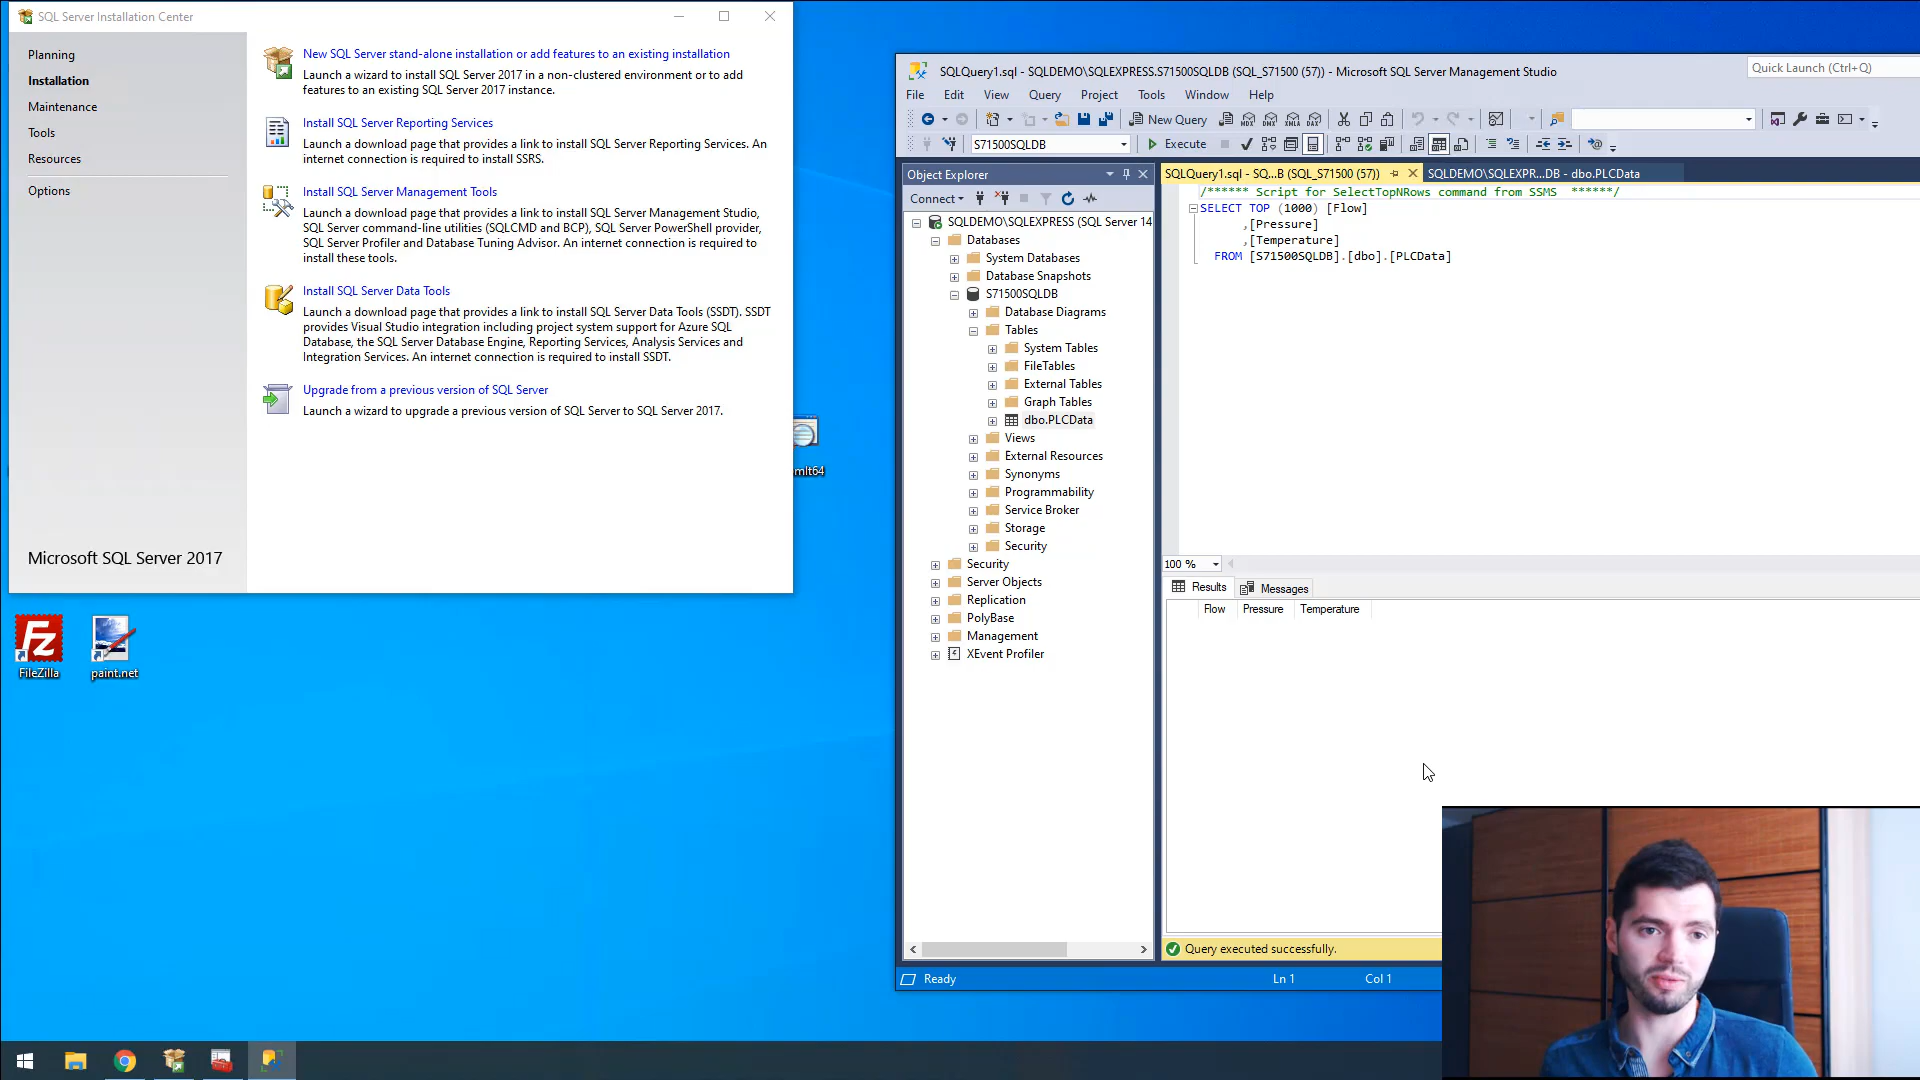 SQL Server Installation Center
Planning
Installation
Maintenance
Tools
Resources
Options
Microsoft SQL Server 2017
New SQL Server stand-alone installation or add features to an existing installation
Launch a wizard to install SQL Server 2017 in a non-clustered environment or to add
features to an existing SQL Server 2017 instance.
Install SQL Server Reporting Services
Launch a download page that provides a link to install SQL Server Reporting Services. An
internet connection is required to install SSRS.
Install SQL Server Management Tools
Launch a download page that provides a link to install SQL Server Management Studio,
SQL Server command-line utilities (SQLCMD and BCP), SQL Server PowerShell provider,
SQL Server Profiler and Database Tuning Advisor. An internet connection is required to
install these tools.
Install SQL Server Data Tools
Launch a download page that provides a link to install SQL Server Data Tools (SSDT). SSDT
provides Visual Studio integration including project system support for Azure SQL
Database, the SQL Server Database Engine, Reporting Services, Analysis Services and
Integration Services. An internet connection is required to install SSDT.
Upgrade from a previous version of SQL Server
Launch a wizard to upgrade a previous version of SQL Server to SQL Server 2017.
mlt64
FileZilla
paint.net
SQLQuery1.sql - SQLDEMO\SQLEXPRESS.S71500SQLDB (SQL_S71500 (57)) - Microsoft SQL Server Management Studio
Quick Launch (Ctrl+Q)
File Edit View Query Project Tools Window Help
New Query
S71500SQLDB
Execute
Object Explorer
Connect
SQLDEMO\SQLEXPRESS (SQL Server 14
Databases
System Databases
Database Snapshots
S71500SQLDB
Database Diagrams
Tables
System Tables
FileTables
External Tables
Graph Tables
dbo.PLCData
Views
External Resources
Synonyms
Programmability
Service Broker
Storage
Security
Security
Server Objects
Replication
PolyBase
Management
XEvent Profiler
SQLQuery1.sql - SQ...B (SQL_S71500 (57))
SQLDEMO\SQLEXPR...DB - dbo.PLCData
/****** Script for SelectTopNRows command from SSMS ******/
SELECT TOP (1000) [Flow]
,[Pressure]
,[Temperature]
FROM [S71500SQLDB].[dbo].[PLCData]
100 %
Results Messages
Flow Pressure Temperature
Query executed successfully.
Ready Ln 1 Col 1